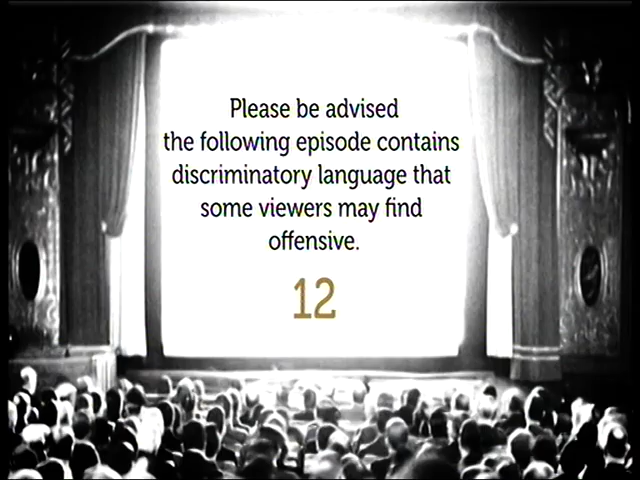 Please be advised
the following episode contains
discriminatory language that
some viewers may find
offensive.
12